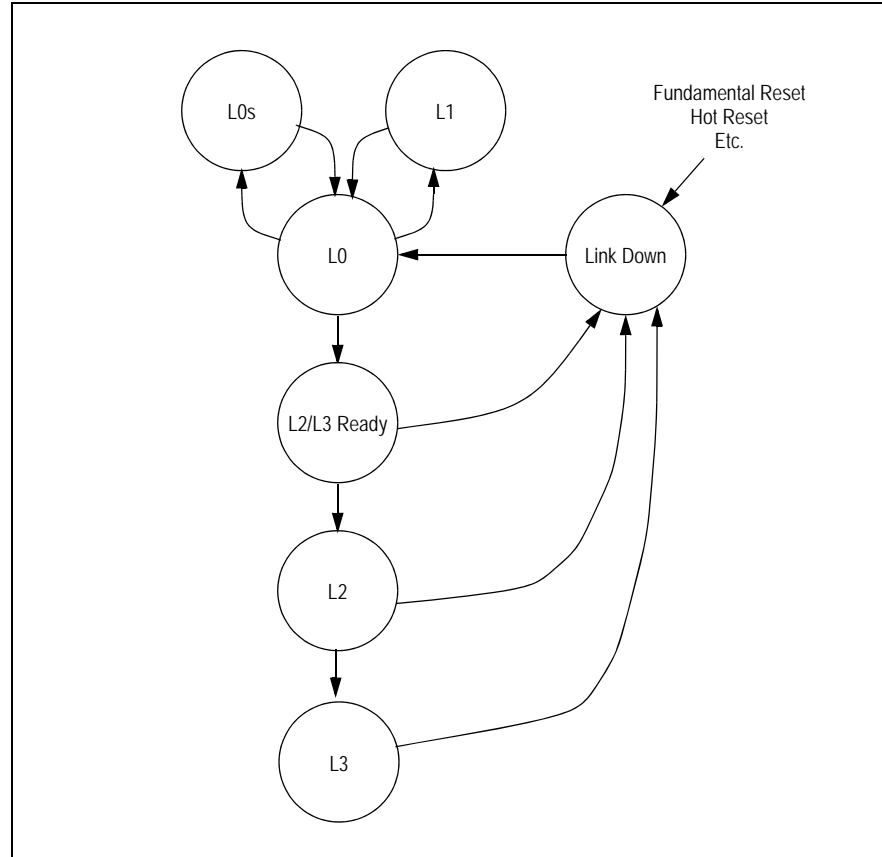 L0s
L1
Fundamental Reset
Hot Reset
Etc.
L0
Link Down
L2/L3 Ready
L2
L3